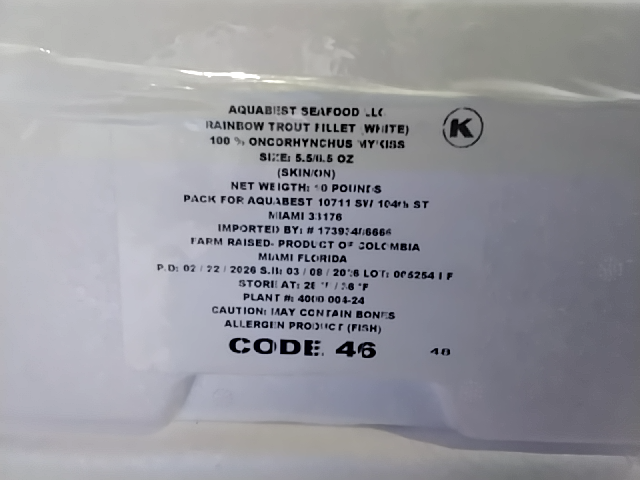 AQUABEST SEAFOOD LLC
K
RAINBOW TROUT FILLET (WHITE)
100 % ONCORHYNCHUS MYKISS
SIZE: 5.5/6.5 OZ
(SKIN/ON)
NET WEIGTH: 10 POUNDS
PACK FOR AQUABEST 10711 SW 104th ST
MIAMI 33176
IMPORTED BY: #
FARM RAISED- PRODUCT OF COLOMBIA
MIAMI FLORIDA
P.D: 02 / 22 / 2026 S.B: 03 / 08 / 2026 LOT:
STORE AT:
PLANT #: 4000 004-24
CAUTION: MAY CONTAIN BONES
ALLERGEN PRODUCT (FISH)
CODE. 46 48